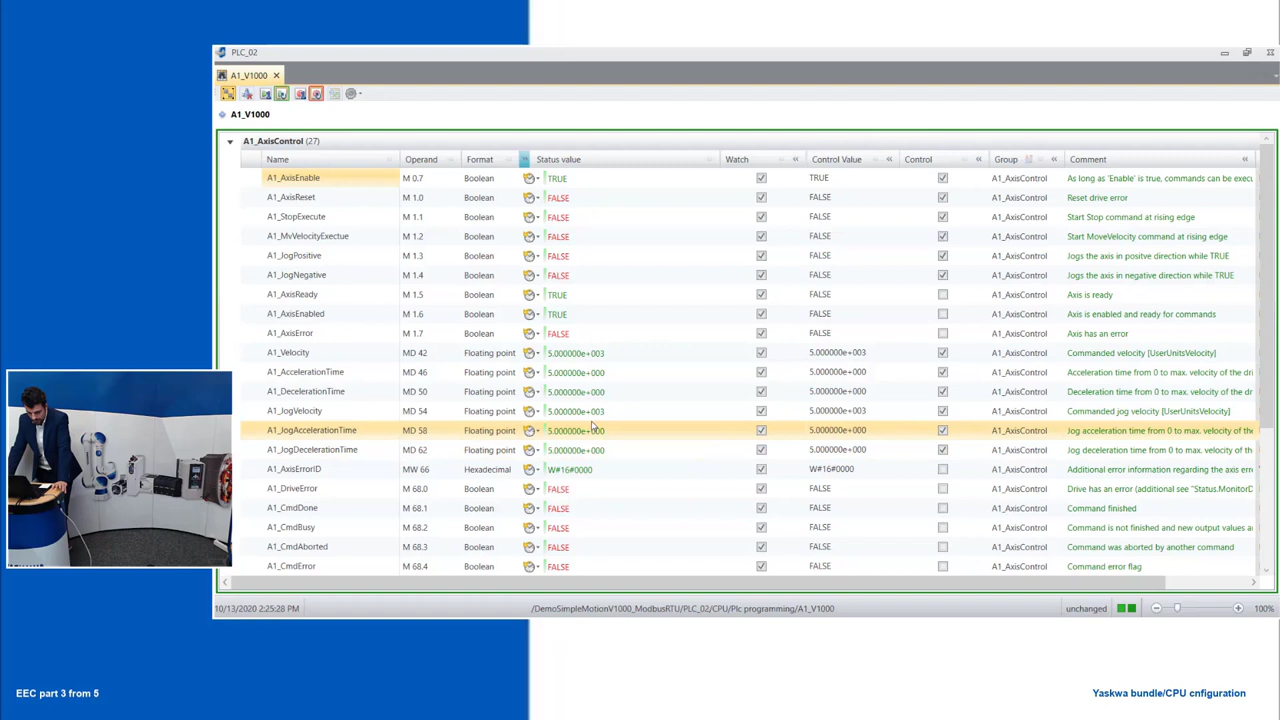 PLC_02
A1_V1000
A1_V1000
A1_AxisControl (27)
Name Operand Format Status value Watch Control Value Control Group Comment
A1_AxisEnable M 0.7 Boolean TRUE TRUE A1_AxisControl As long as 'Enable' is true, commands can be execu
A1_AxisReset M 1.0 Boolean FALSE FALSE A1_AxisControl Reset drive error
A1_StopExecute M 1.1 Boolean FALSE FALSE A1_AxisControl Start Stop command at rising edge
A1_MvVelocityExectue M 1.2 Boolean FALSE FALSE A1_AxisControl Start MoveVelocity command at rising edge
A1_JogPositive M 1.3 Boolean FALSE FALSE A1_AxisControl Jogs the axis in positve direction while TRUE
A1_JogNegative M 1.4 Boolean FALSE FALSE A1_AxisControl Jogs the axis in negative direction while TRUE
A1_AxisReady M 1.5 Boolean TRUE FALSE A1_AxisControl Axis is ready
A1_AxisEnabled M 1.6 Boolean TRUE FALSE A1_AxisControl Axis is enabled and ready for commands
A1_AxisError M 1.7 Boolean FALSE FALSE A1_AxisControl Axis has an error
A1_Velocity MD 42 Floating point 5.000000e+003 5.000000e+003 A1_AxisControl Commanded velocity [UserUnitsVelocity]
A1_AccelerationTime MD 46 Floating point 5.000000e+000 5.000000e+000 A1_AxisControl Acceleration time from 0 to max. velocity of the dri
A1_DecelerationTime MD 50 Floating point 5.000000e+000 5.000000e+000 A1_AxisControl Deceleration time from 0 to max. velocity of the dri
A1_JogVelocity MD 54 Floating point 5.000000e+003 5.000000e+003 A1_AxisControl Commanded jog velocity [UserUnitsVelocity]
A1_JogAccelerationTime MD 58 Floating point 5.000000e+000 5.000000e+000 A1_AxisControl Jog acceleration time from 0 to max. velocity of the
A1_JogDecelerationTime MD 62 Floating point 5.000000e+000 5.000000e+000 A1_AxisControl Jog deceleration time from 0 to max. velocity of the
A1_AxisErrorID MW 66 Hexadecimal W#16#0000 W#16#0000 A1_AxisControl Additional error information regarding the axis erro
A1_DriveError M 68.0 Boolean FALSE FALSE A1_AxisControl Drive has an error (additional see "Status.MonitorD
A1_CmdDone M 68.1 Boolean FALSE FALSE A1_AxisControl Command finished
A1_CmdBusy M 68.2 Boolean FALSE FALSE A1_AxisControl Command is not finished and new output values a
A1_CmdAborted M 68.3 Boolean FALSE FALSE A1_AxisControl Command was aborted by another command
A1_CmdError M 68.4 Boolean FALSE FALSE A1_AxisControl Command error flag
10/13/2020 2:25:28 PM /DemoSimpleMotionV1000_ModbusRTU/PLC_02/CPU/Plc programming/A1_V1000 unchanged 100%
EEC part 3 from 5
Yaskwa bundle/CPU cnfiguration